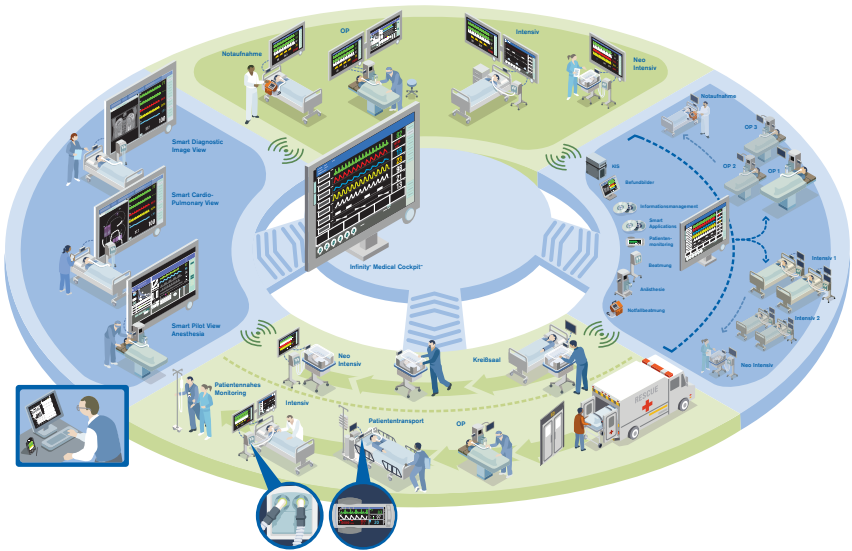 Notaufnahme
OP
Intensiv
Neo
Intensiv
Smart Diagnostic
Image View
Smart Cardio-
Pulmonary View
Smart Pilot View
Anesthesia
Infinity® Medical Cockpit™
Notaufnahme
OP 3
OP 2
OP 1
KIS
Befundbilder
Informationsmanagement
Smart
Applications
Patienten-
monitoring
Beatmung
Anästhesie
Notfallbeatmung
Intensiv 1
Intensiv 2
Neo Intensiv
Neo
Intensiv
Kreißsaal
Patientennahes
Monitoring
Intensiv
Patiententransport
OP
RESCUE